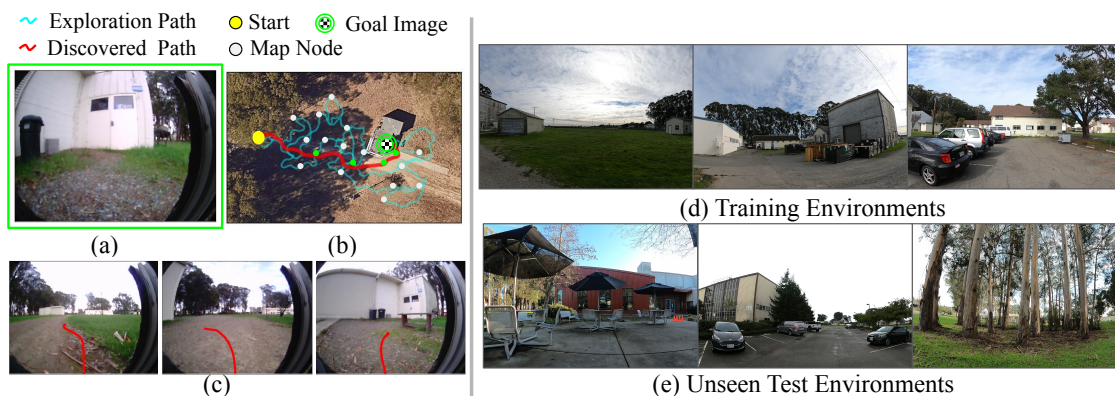 Exploration Path
Start
Goal Image
Discovered Path
Map Node
(a)
(b)
(c)
(d) Training Environments
(e) Unseen Test Environments